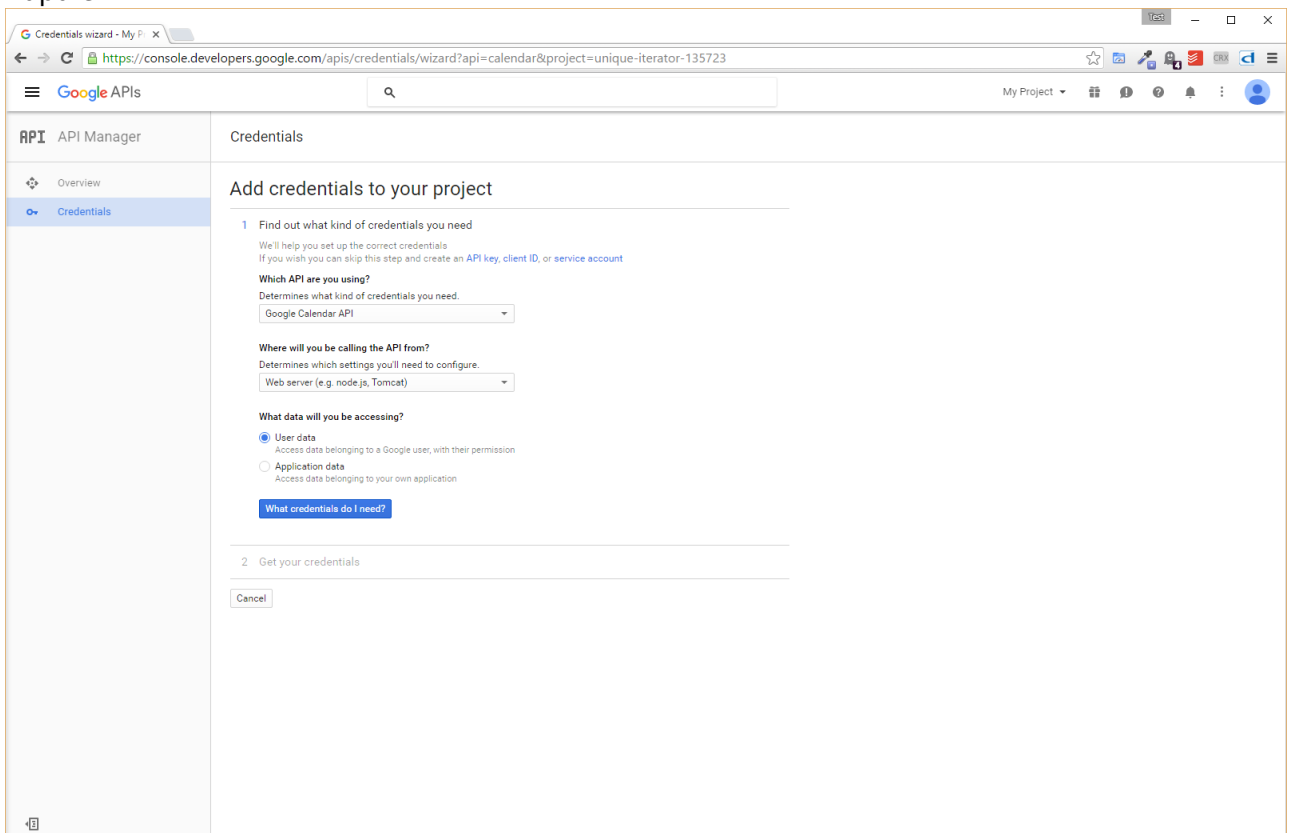 Test
Credentials wizard - My P
https://console.developers.google.com/apis/credentials/wizard?api=calendar&project=unique-iterator-135723
CRX
Google APIs
My Project
API API Manager
Credentials
Overview
Credentials
Add credentials to your project
1 Find out what kind of credentials you need
We'll help you set up the correct credentials
If you wish you can skip this step and create an API key, client ID, or service account
Which API are you using?
Determines what kind of credentials you need.
Google Calendar API
Where will you be calling the API from?
Determines which settings you'll need to configure.
Web server (e.g. node.js, Tomcat)
What data will you be accessing?
User data
Access data belonging to a Google user, with their permission
Application data
Access data belonging to your own application
What credentials do I need?
2 Get your credentials
Cancel